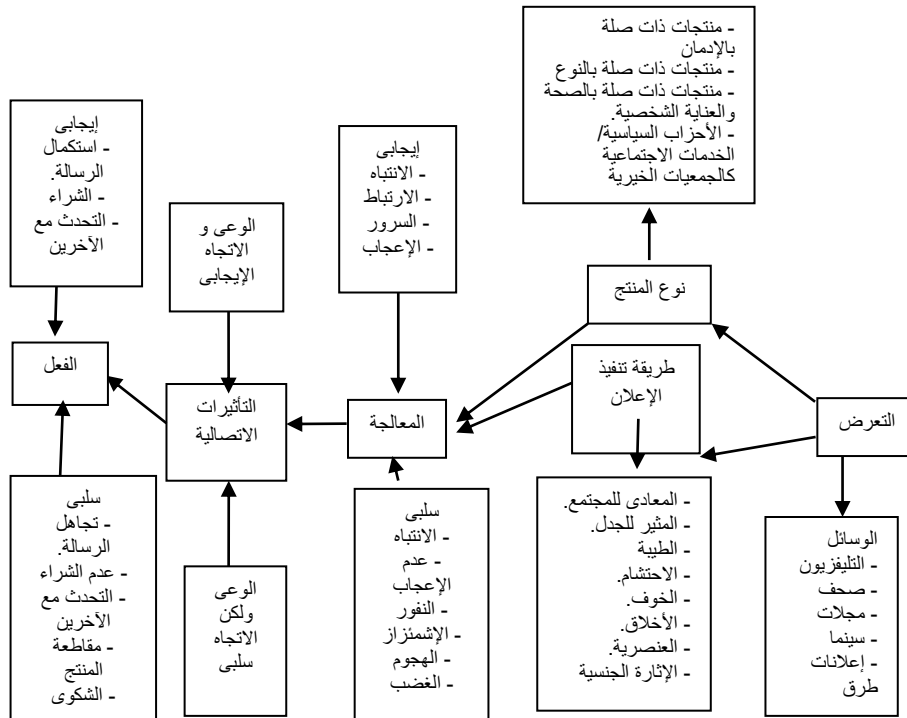 - منتجات ذات صلة
بالإدمان
- منتجات ذات صلة بالنوع
- منتجات ذات صلة بالصحة
والعناية الشخصية.
- الأحزاب السياسية/
الخدمات الاجتماعية
كالجمعيات الخيرية
إيجابى
- الانتباه
- الارتباط
- السرور
- الإعجاب
الوعى و
الاتجاه
الإيجابى
إيجابى
- استكمال
الرسالة.
- الشراء
- التحدث مع
الآخرين
نوع المنتج
طريقة تنفيذ
الإعلان
التعرض
المعالجة
التأثيرات
الاتصالية
الفعل
الوسائل
- التليفزيون
- صحف
- مجلات
- سينما
- إعلانات
طرق
- المعادى للمجتمع.
- المثير للجدل.
- الطيبة
- الاحتشام.
- الخوف.
- الأخلاق.
- العنصرية.
- الإثارة الجنسية
سلبى
- الانتباه
- عدم
الإعجاب
- النفور
- الإشمئزاز
- الهجوم
- الغضب
الوعى
ولكن
الاتجاه
سلبى
سلبى
- تجاهل
الرسالة.
- عدم الشراء
- التحدث مع
الآخرين
- مقاطعة
المنتج
- الشكوى